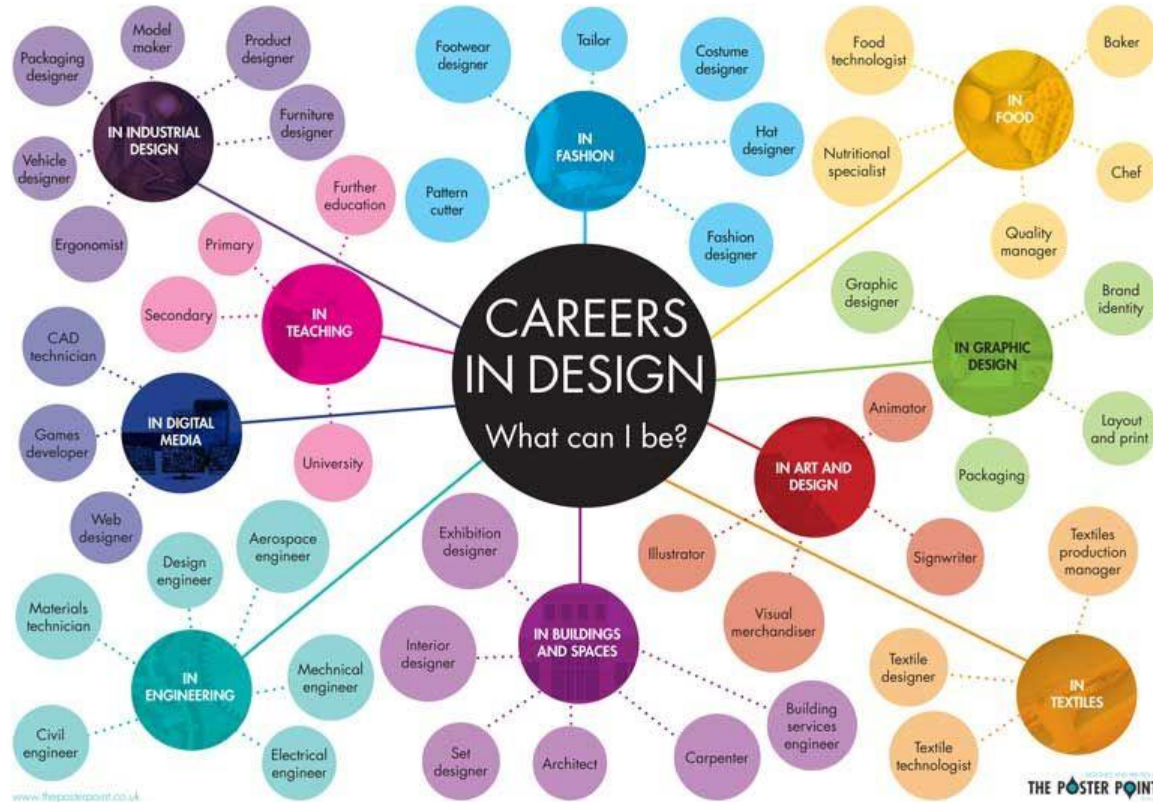 CAREERS
IN DESIGN
What can I be?
IN INDUSTRIAL
DESIGN
Packaging
designer
Model
maker
Product
designer
Furniture
designer
Vehicle
designer
Ergonomist
IN
FASHION
Footwear
designer
Tailor
Costume
designer
Hat
designer
Pattern
cutter
Fashion
designer
IN
FOOD
Food
technologist
Baker
Nutritional
specialist
Chef
Quality
manager
IN
TEACHING
Further
education
Primary
Secondary
University
IN GRAPHIC
DESIGN
Graphic
designer
Brand
identity
Layout
and print
Packaging
IN DIGITAL
MEDIA
CAD
technician
Games
developer
Web
designer
IN ART AND
DESIGN
Animator
Illustrator
Visual
merchandiser
Signwriter
IN
ENGINEERING
Aerospace
engineer
Design
engineer
Materials
technician
Mechnical
engineer
Civil
engineer
Electrical
engineer
IN BUILDINGS
AND SPACES
Exhibition
designer
Interior
designer
Set
designer
Architect
Carpenter
Building
services
engineer
IN
TEXTILES
Textiles
production
manager
Textile
designer
Textile
technologist
www.theposterpoint.co.uk
THE POSTER POINT